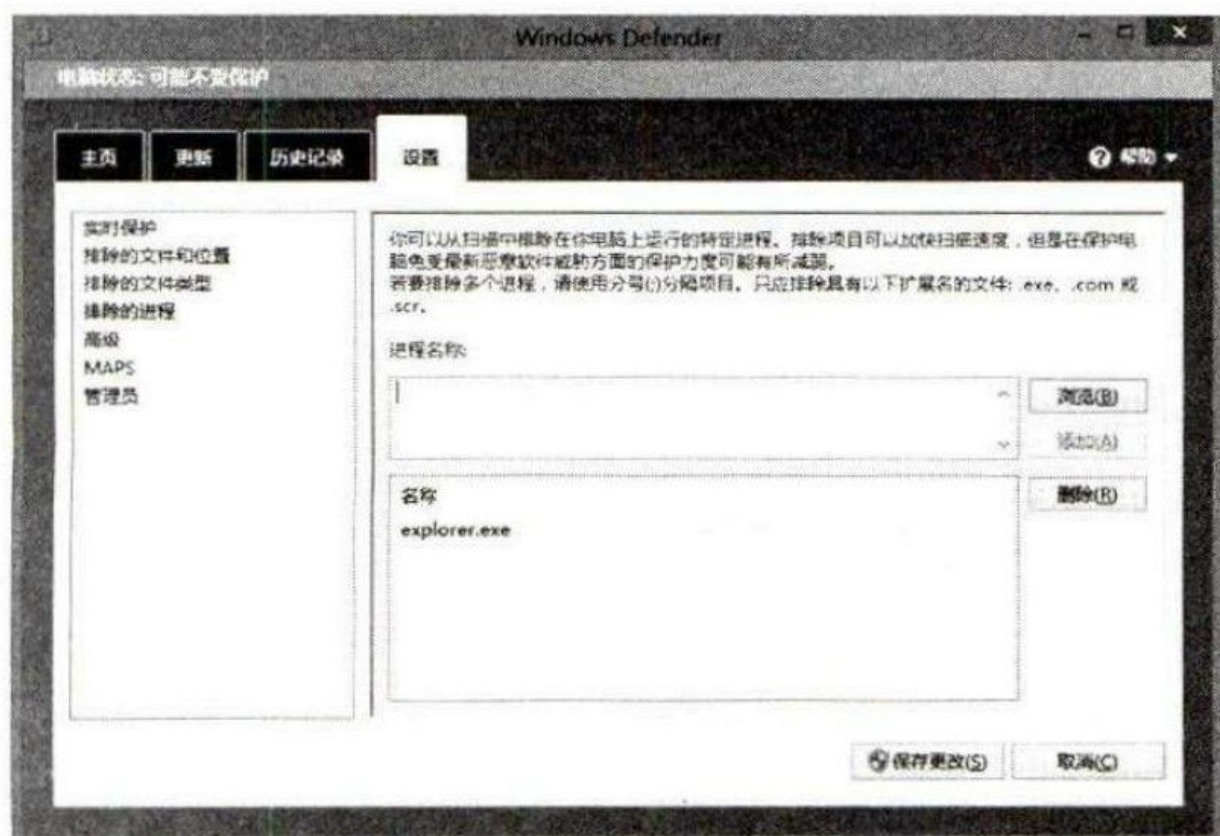 Windows Defender
电脑状态: 可能不受保护
主页
更新
历史记录
设置
帮助
实时保护
排除的文件和位置
排除的文件类型
排除的进程
高级
MAPS
管理员
你可以从扫描中排除在你电脑上运行的特定进程。排除项目可以加快扫描速度，但是在保护电
脑免受最新恶意软件威胁方面的保护力度可能有所减弱。
若要排除多个进程，请使用分号(;)分隔项目。只应排除具有以下扩展名的文件: .exe、.com 或
.scr。
进程名称:
浏览(B)
添加(A)
名称
删除(R)
explorer.exe
保存更改(S)
取消(C)